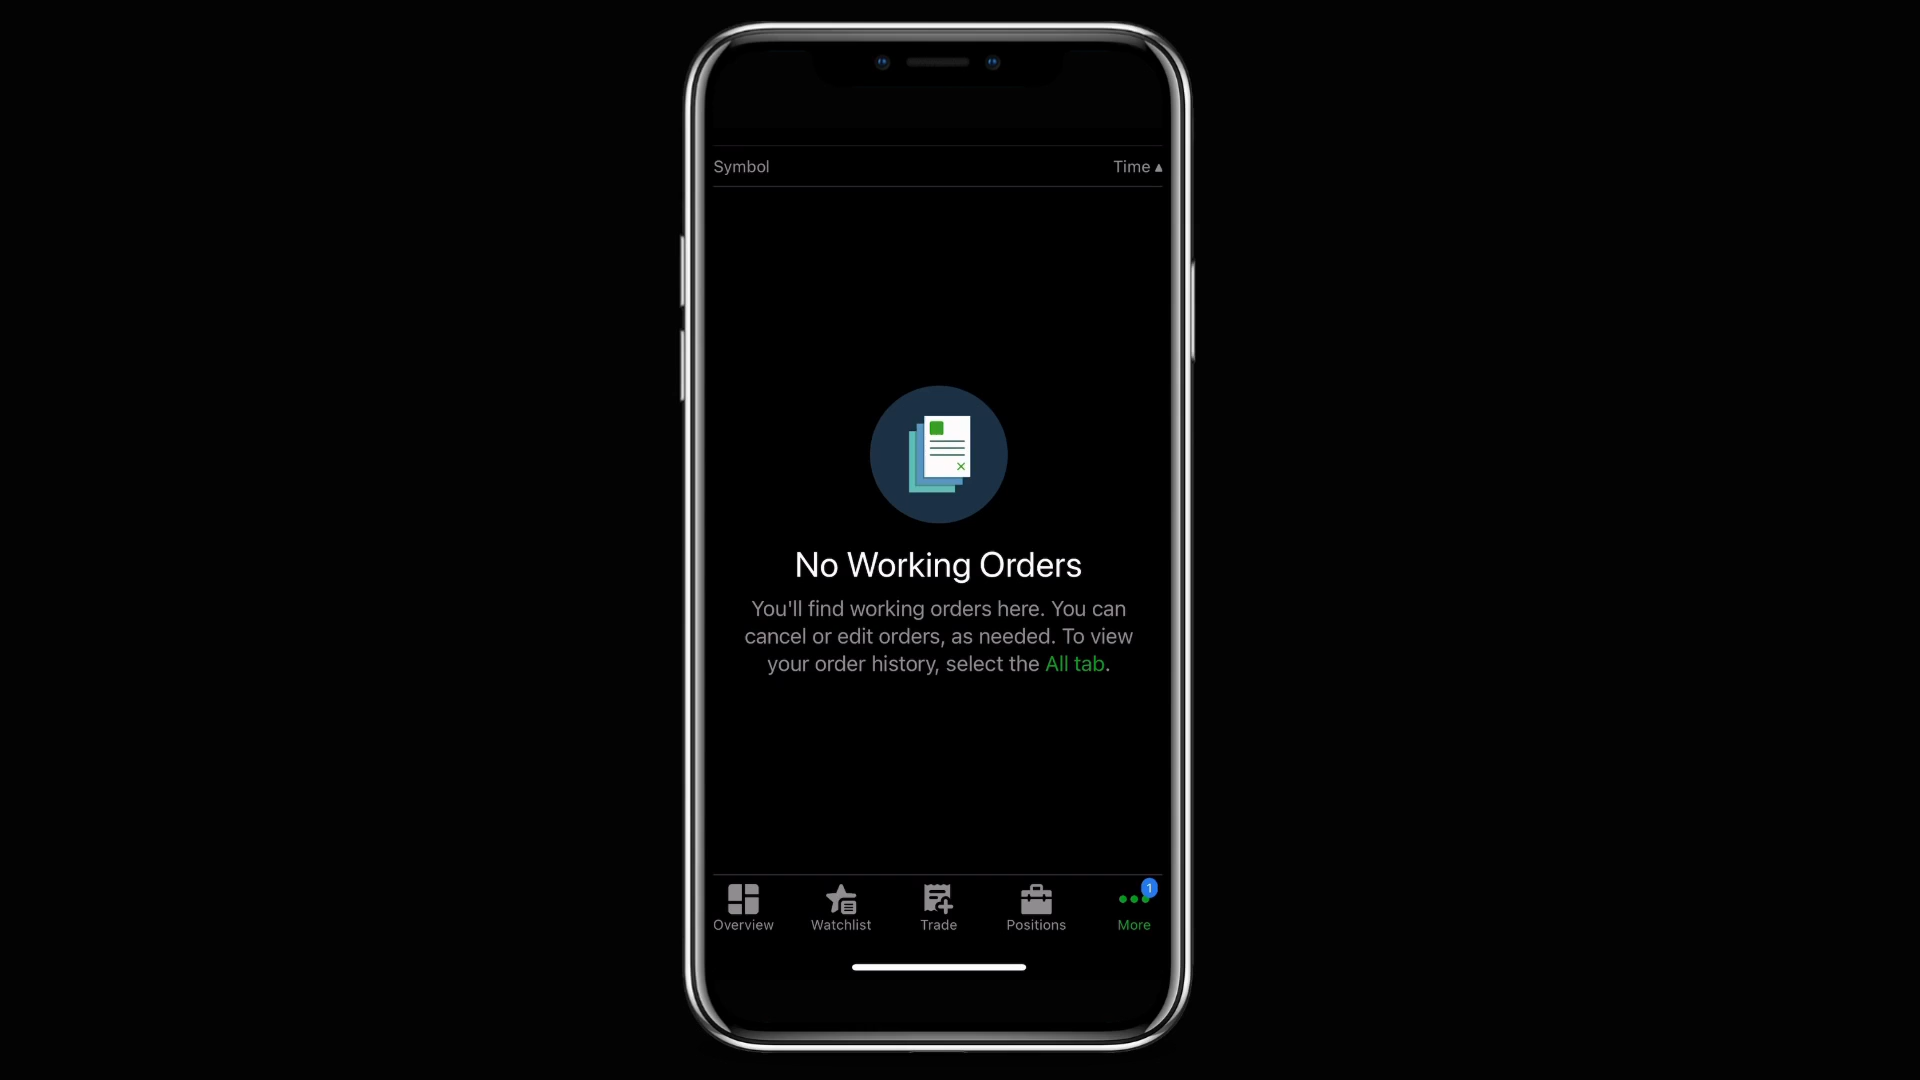 Symbol Time ▲
No Working Orders
You'll find working orders here. You can
cancel or edit orders, as needed. To view
your order history, select the All tab.
1
Overview Watchlist Trade Positions More